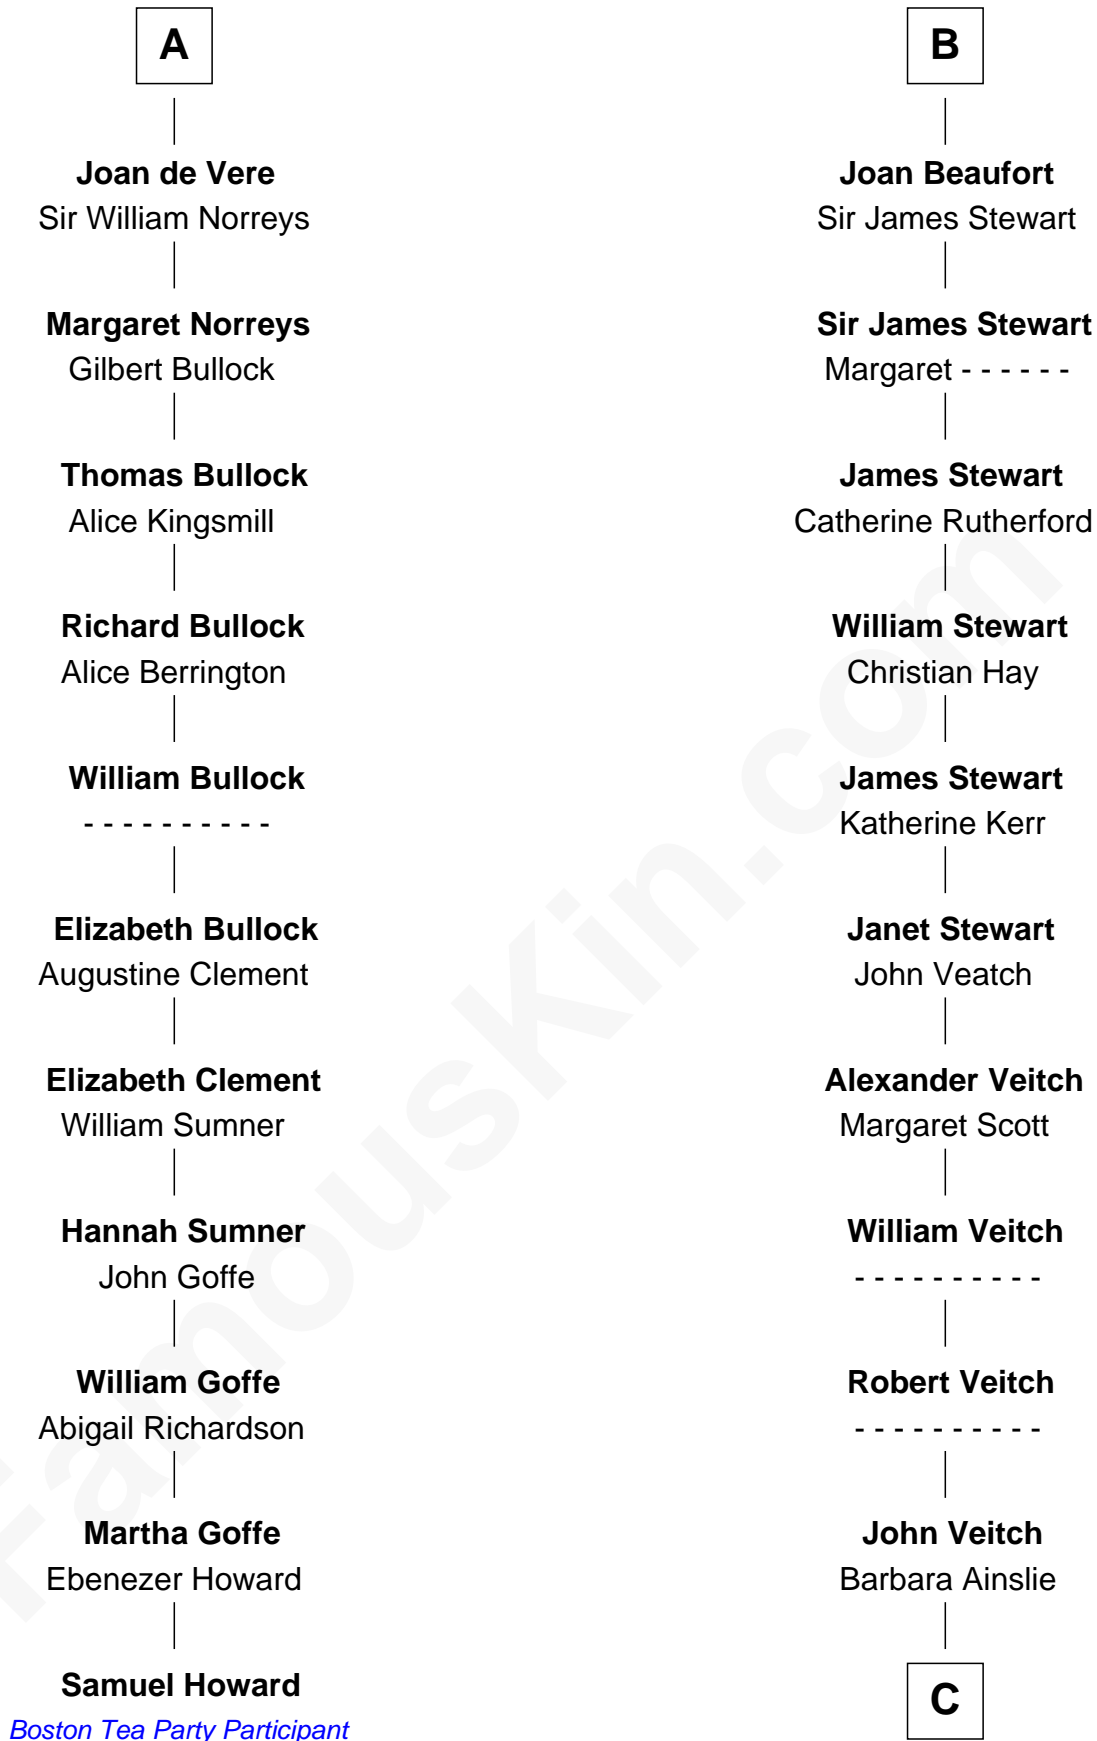 A
Joan de Vere
Sir William Norreys
Margaret Norreys
Gilbert Bullock
Thomas Bullock
Alice Kingsmill
Richard Bullock
Alice Berrington
William Bullock
- - - - - - - - - -
Elizabeth Bullock
Augustine Clement
Elizabeth Clement
William Sumner
Hannah Sumner
John Goffe
William Goffe
Abigail Richardson
Martha Goffe
Ebenezer Howard
Samuel Howard
Boston Tea Party Participant
B
Joan Beaufort
Sir James Stewart
Sir James Stewart
Margaret - - - - - -
James Stewart
Catherine Rutherford
William Stewart
Christian Hay
James Stewart
Katherine Kerr
Janet Stewart
John Veatch
Alexander Veitch
Margaret Scott
William Veitch
- - - - - - - - - -
Robert Veitch
- - - - - - - - - -
John Veitch
Barbara Ainslie
C
FamousKin.com